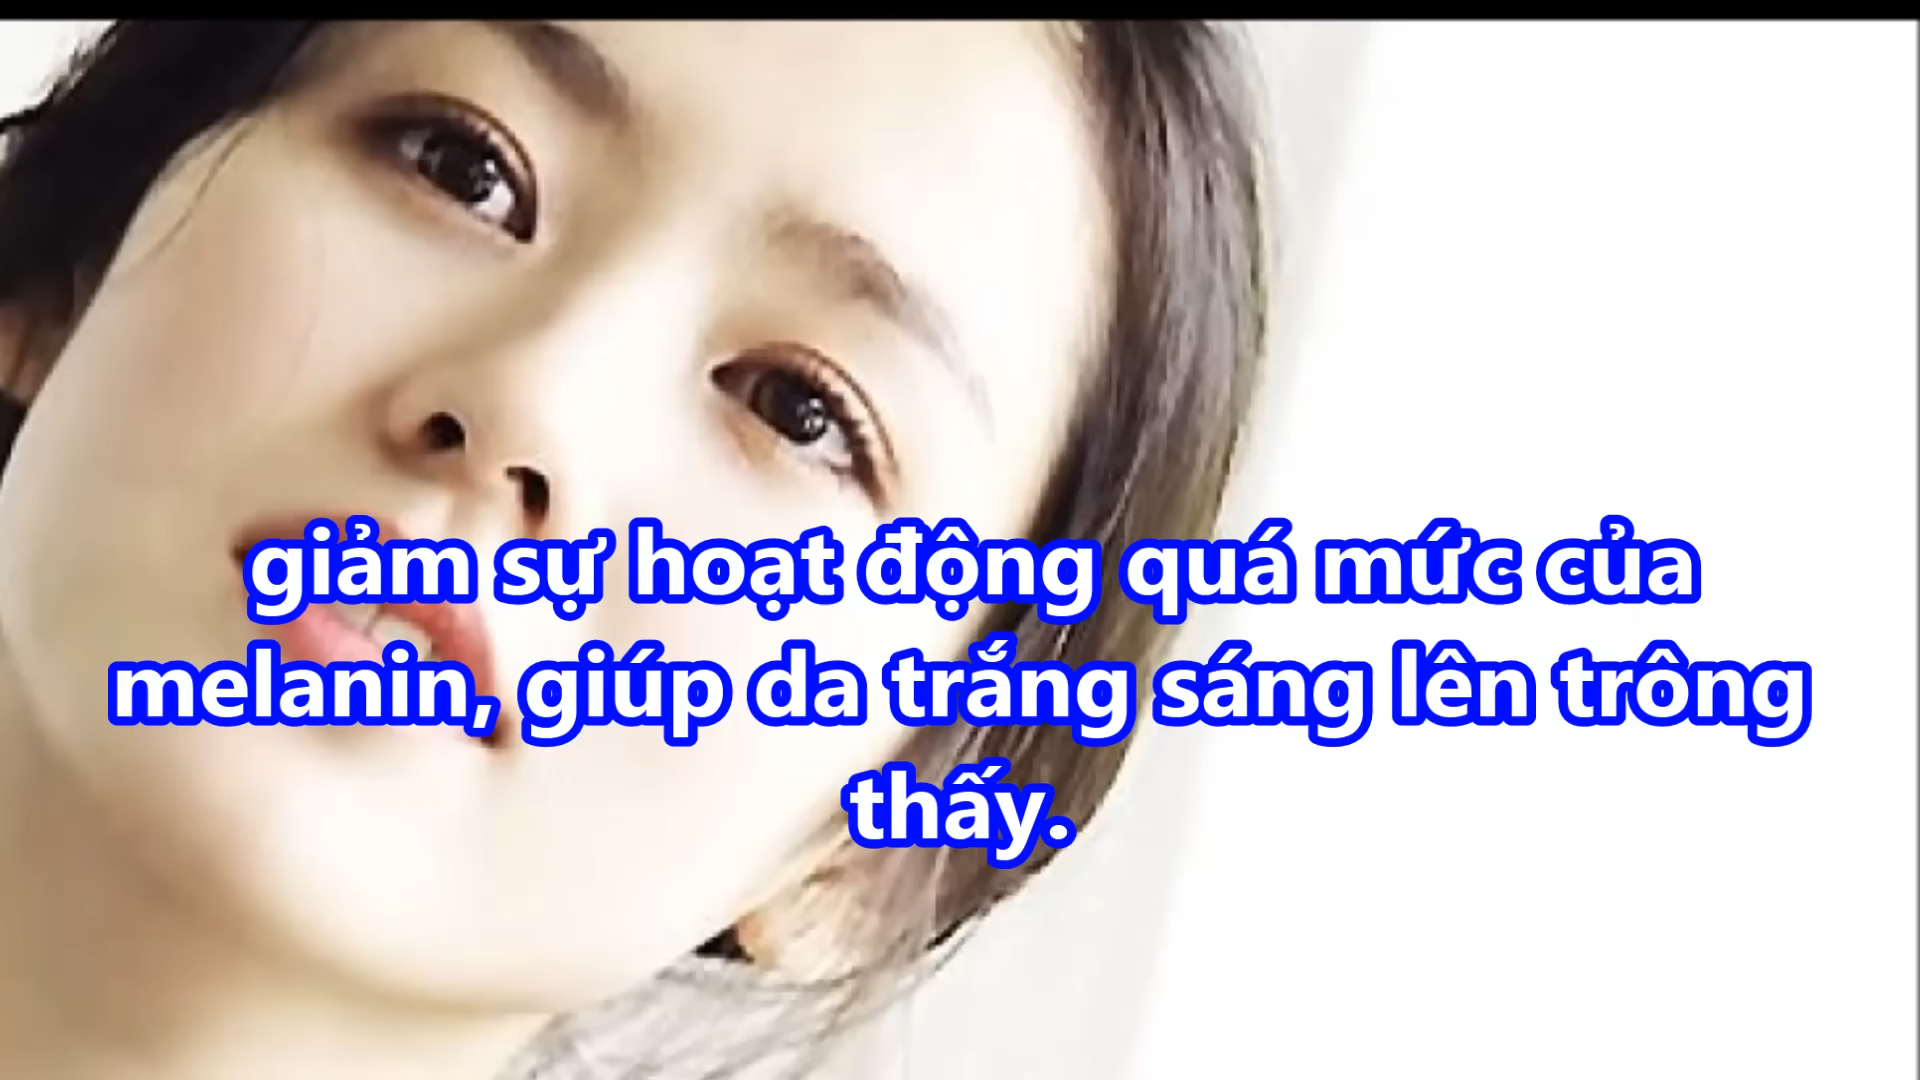 giảm sự hoạt động quá mức của
melanin, giúp da trắng sáng lên trông
thấy.